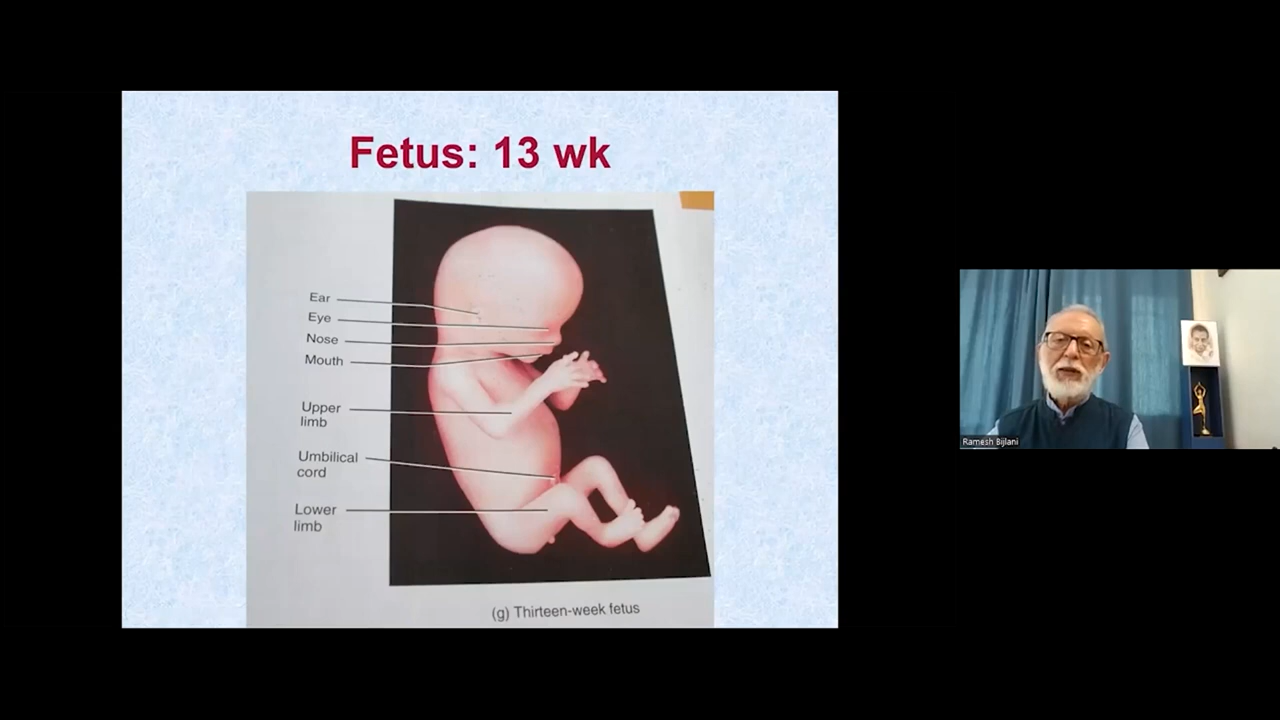 Fetus: 13 wk
Ear
Eye
Nose
Mouth
Upper
limb
Umbilical
cord
Lower
limb
(g) Thirteen-week fetus
Ramesh Bijlani